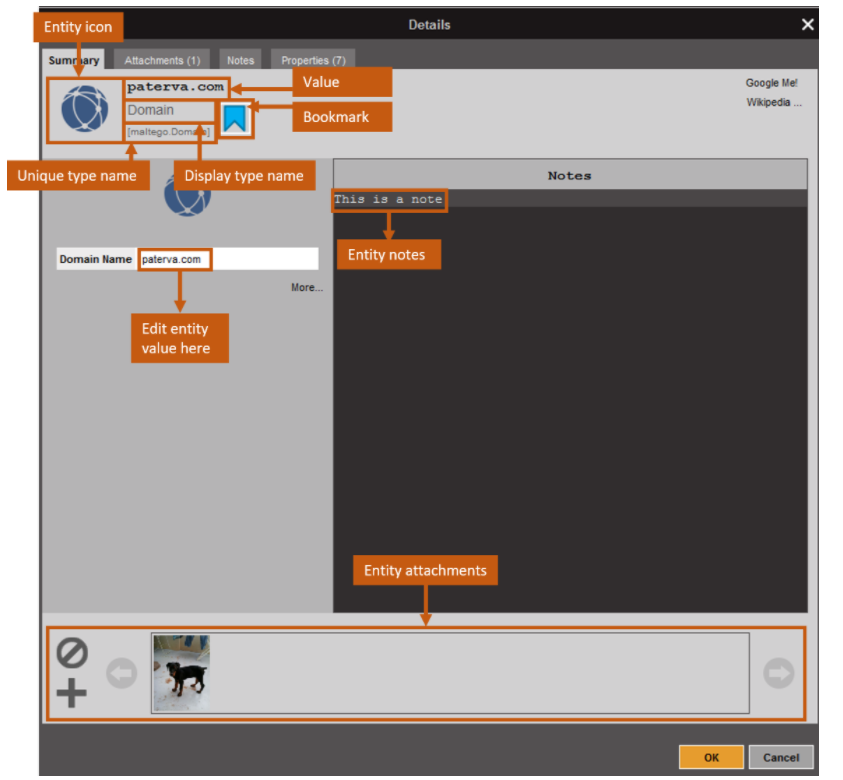 Details
Entity icon
Summary
Attachments (1)
Notes
Properties (7)
paterva.com
Value
Google Me!
Domain
Bookmark
Wikipedia ...
[maltego.Domain]
Unique type name
Display type name
Notes
This is a note
Entity notes
Domain Name
paterva.com
More...
Edit entity
value here
Entity attachments
OK
Cancel